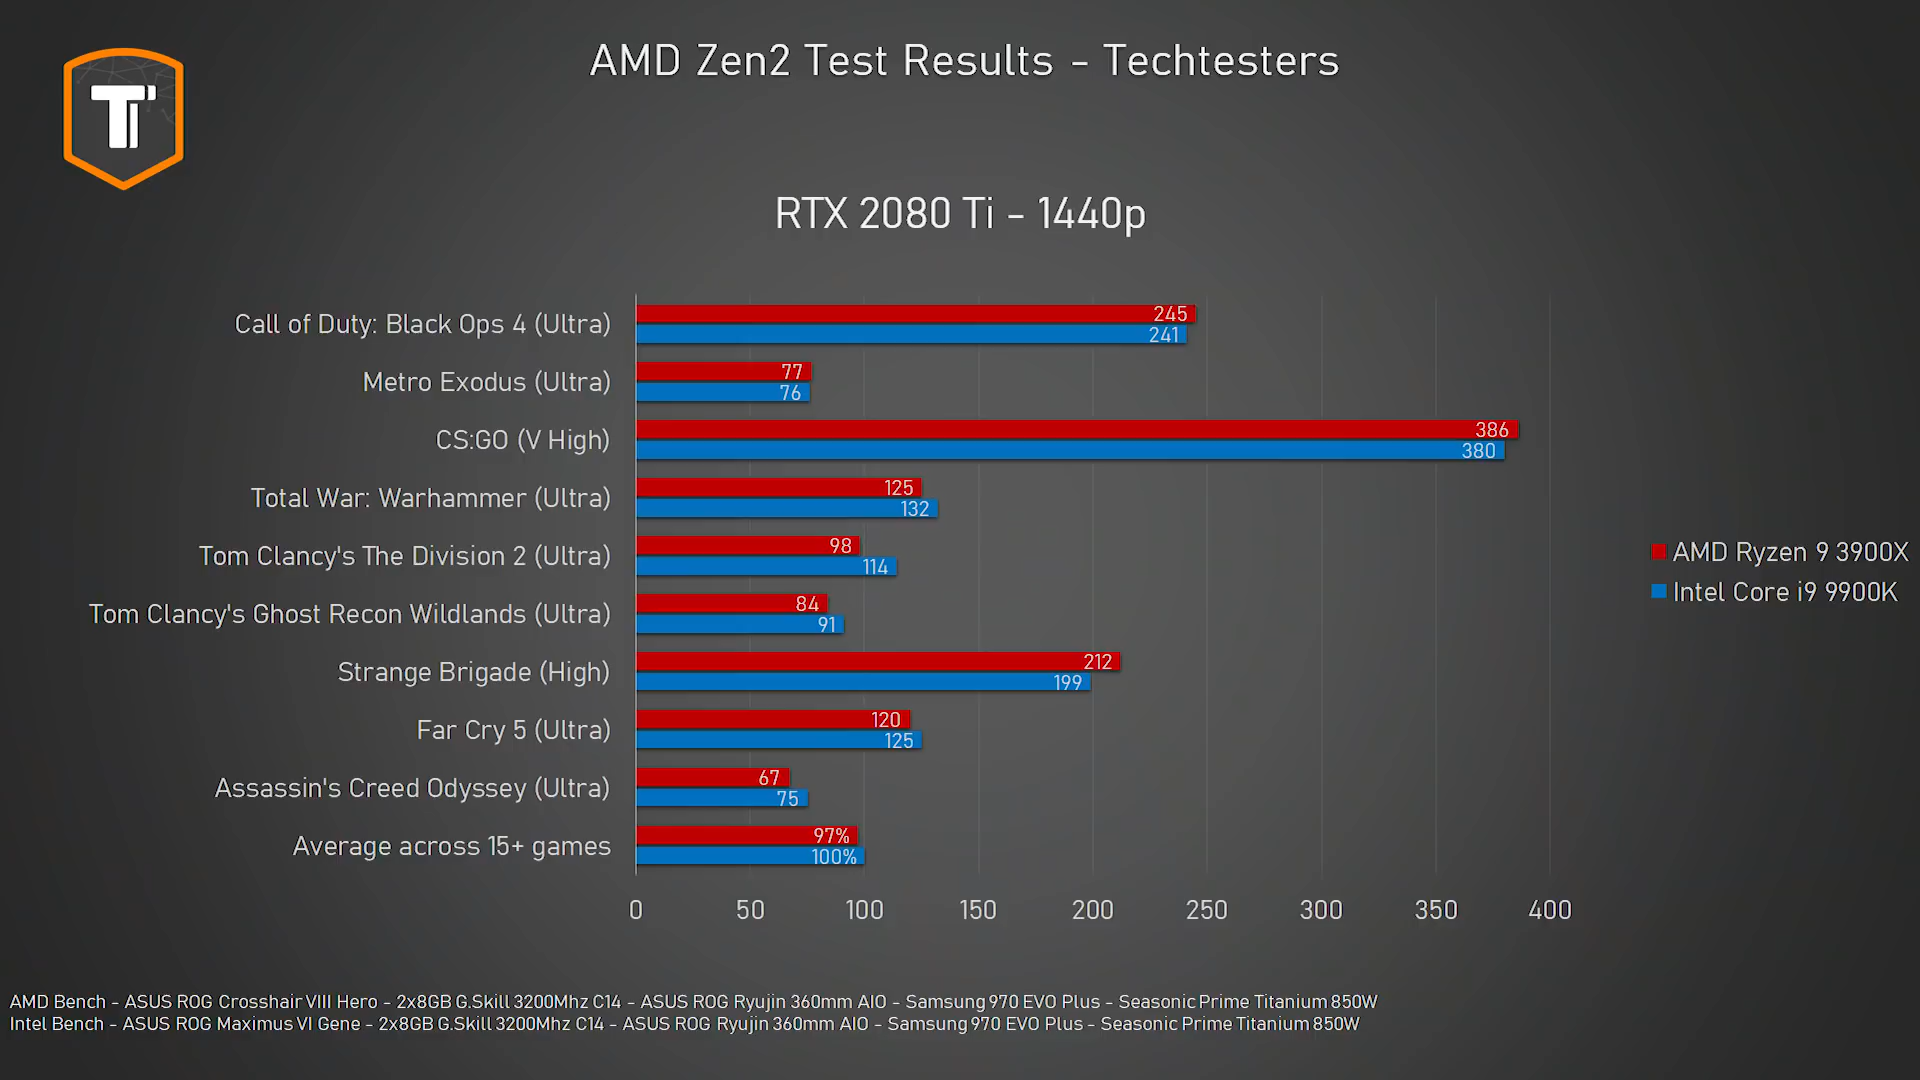 AMD Zen2 Test Results - Techtesters
Ti
RTX 2080 Ti - 1440p
Call of Duty: Black Ops 4 (Ultra)
245
241
Metro Exodus (Ultra)
77
76
CS:GO (V High)
386
380
Total War: Warhammer (Ultra)
125
132
Tom Clancy's The Division 2 (Ultra)
98
114
Tom Clancy's Ghost Recon Wildlands (Ultra)
84
91
Strange Brigade (High)
212
199
Far Cry 5 (Ultra)
120
125
Assassin's Creed Odyssey (Ultra)
67
75
Average across 15+ games
97%
100%
AMD Ryzen 9 3900X
Intel Core i9 9900K
0 50 100 150 200 250 300 350 400
AMD Bench - ASUS ROG Crosshair VIII Hero - 2x8GB G.Skill 3200Mhz C14 - ASUS ROG Ryujin 360mm AIO - Samsung 970 EVO Plus - Seasonic Prime Titanium 850W
Intel Bench - ASUS ROG Maximus VI Gene - 2x8GB G.Skill 3200Mhz C14 - ASUS ROG Ryujin 360mm AIO - Samsung 970 EVO Plus - Seasonic Prime Titanium 850W